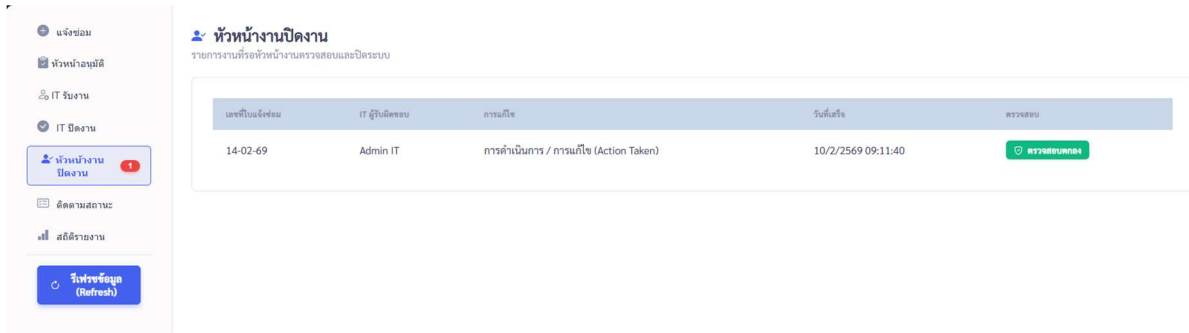 แจ้งซ่อม
หัวหน้าอนุมัติ
IT รับงาน
IT ปิดงาน
หัวหน้างาน
ปิดงาน
1
ติดตามสถานะ
สถิติรายงาน
รีเฟรชข้อมูล
(Refresh)
หัวหน้างานปิดงาน
รายการงานที่รอหัวหน้างานตรวจสอบและปิดระบบ
เลขที่ใบแจ้งซ่อม IT ผู้รับผิดชอบ การแก้ไข วันที่เสร็จ ตรวจสอบ
14-02-69 Admin IT การดำเนินการ / การแก้ไข (Action Taken) 10/2/2569 09:11:40 ตรวจสอบตกลง